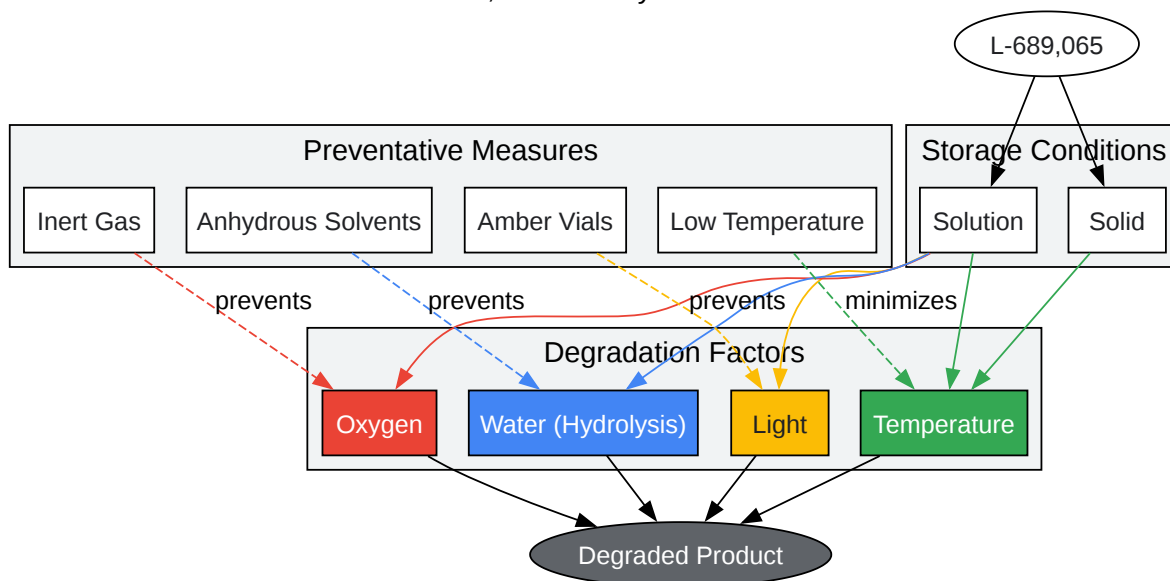 L-689,065
Preventative Measures
Storage Conditions
Inert Gas
Anhydrous Solvents
Amber Vials
Low Temperature
Solution
Solid
prevents
prevents
prevents
minimizes
Degradation Factors
Oxygen
Water (Hydrolysis)
Light
Temperature
Degraded Product